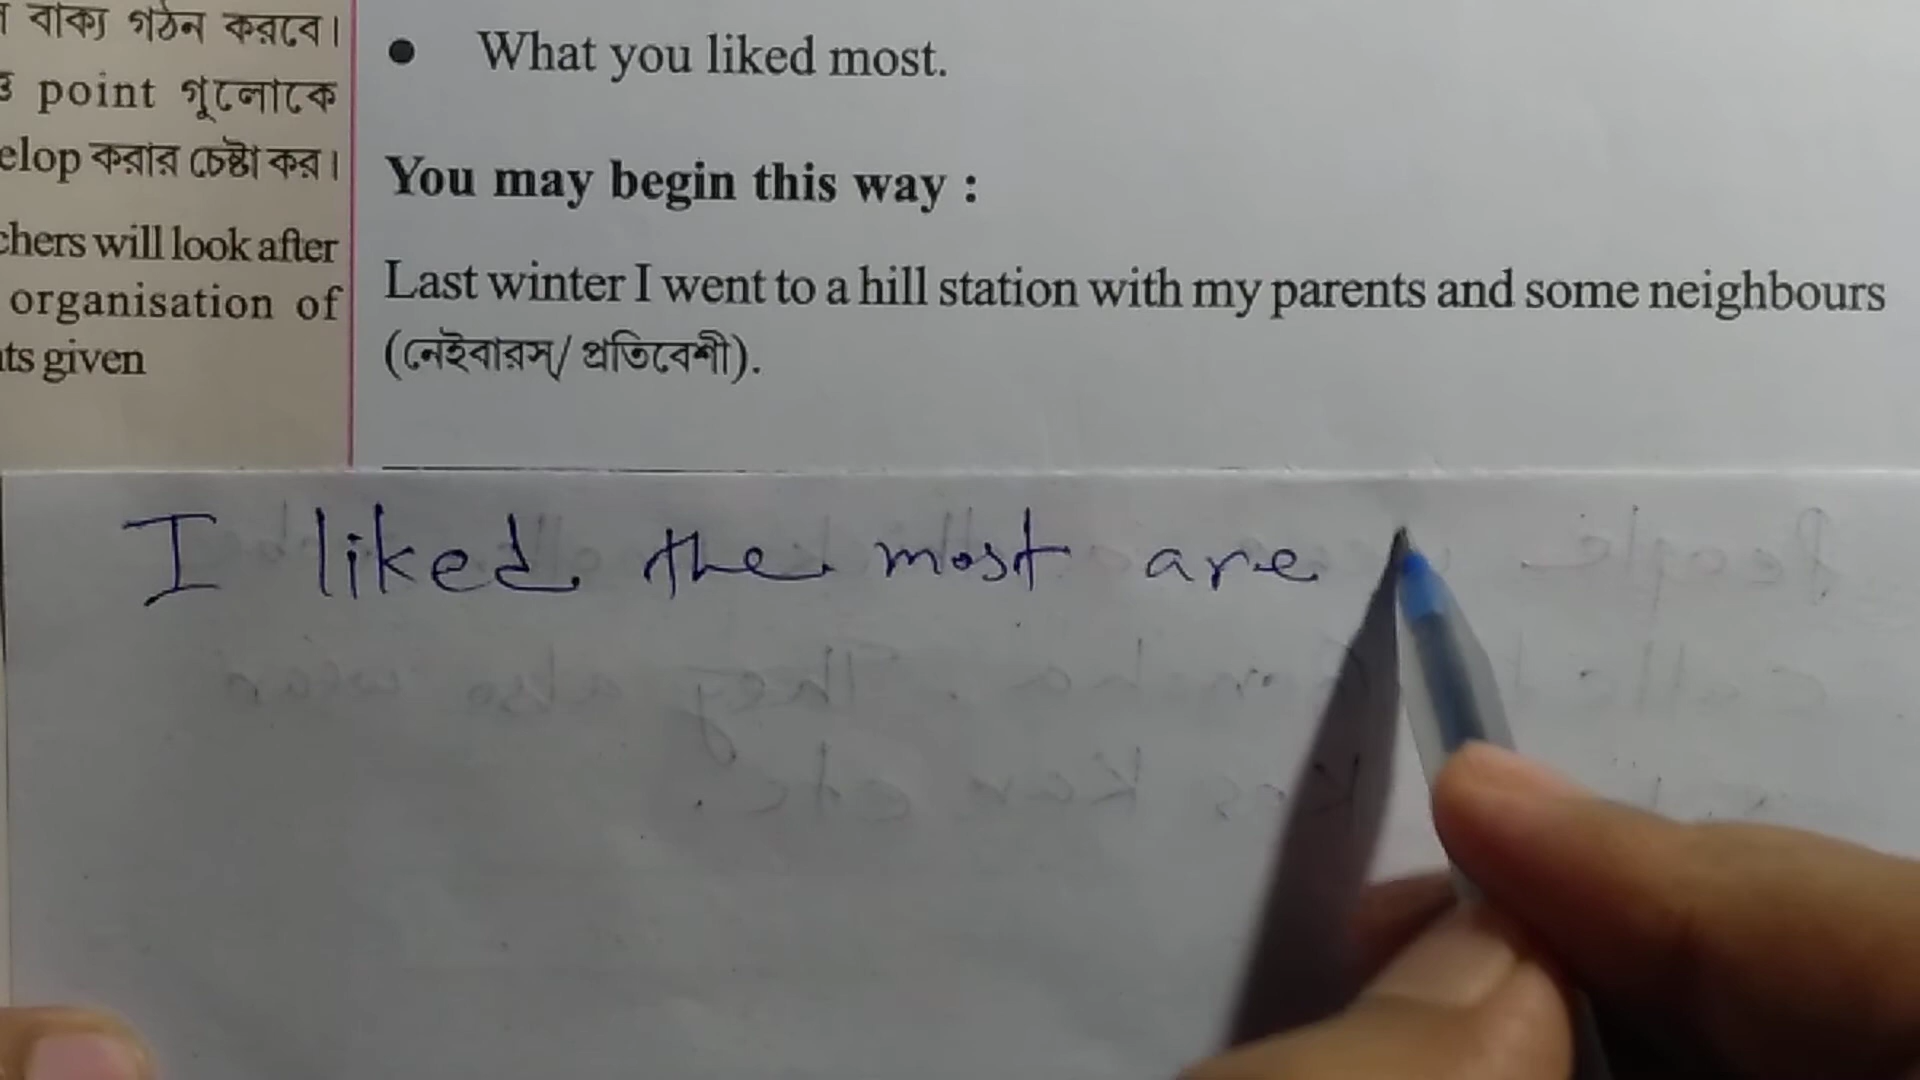 বাক্য গঠন করবে।
point গুলোকে
elop করার চেষ্টা কর।
chers will look after
organisation of
ts given
• What you liked most.
You may begin this way :
Last winter I went to a hill station with my parents and some neighbours
(নেইবারস্/ প্রতিবেশী).
I liked the most are